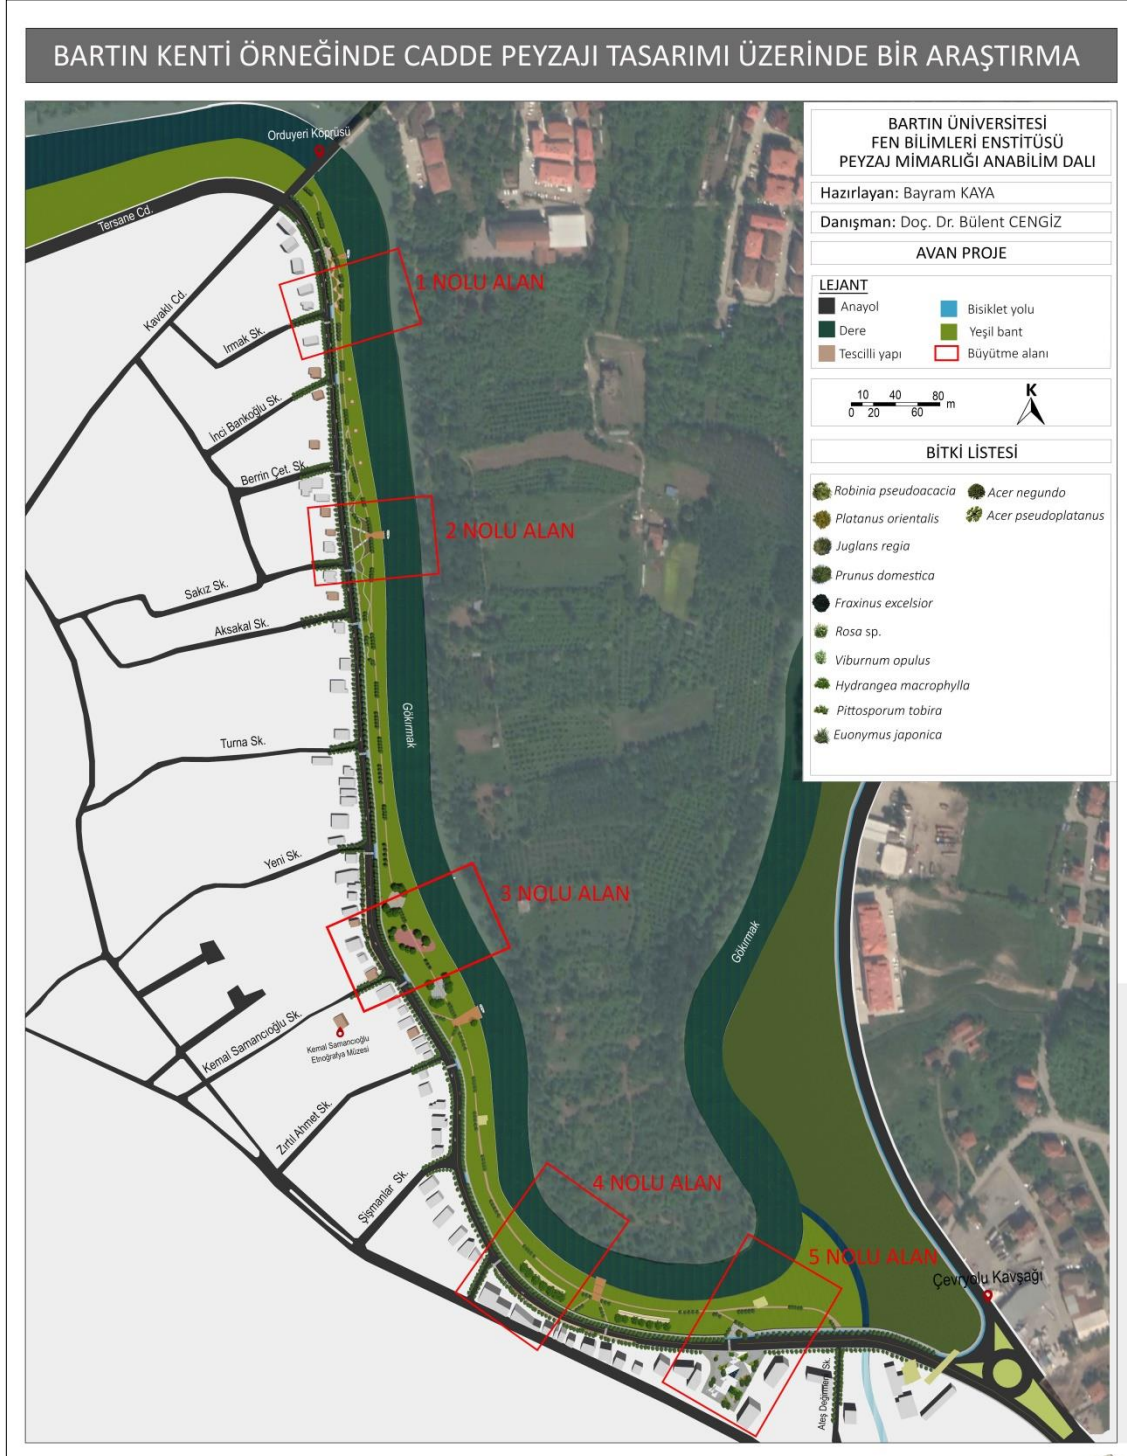 BARTIN KENTİ ÖRNEĞİNDE CADDE PEYZAJI TASARIMI ÜZERİNDE BİR ARAŞTIRMA
BARTIN ÜNİVERSİTESİ
FEN BİLİMLERİ ENSTİTÜSÜ
PEYZAJ MİMARLIĞI ANABİLİM DALI
Hazırlayan: Bayram KAYA
Danışman: Doç. Dr. Bülent CENGİZ
AVAN PROJE
LEJANT
Anayol
Bisiklet yolu
Dere
Yeşil bant
Tescilli yapı
Büyütme alanı
10 40 80 m
0 20 60
K
BİTKİ LİSTESİ
Robinia pseudoacacia
Acer negundo
Platanus orientalis
Acer pseudoplatanus
Juglans regia
Prunus domestica
Fraxinus excelsior
Rosa sp.
Viburnum opulus
Hydrangea macrophylla
Pittosporum tobira
Euonymus japonica
Orduyeri Köprüsü
Tersane Cd.
1 NOLU ALAN
Kavaklı Cd.
Irmak Sk.
İnci Bankoğlu Sk.
Berrin Çet. Sk.
2 NOLU ALAN
Sakız Sk.
Aksakal Sk.
Gökırmak
Turna Sk.
Yeni Sk.
3 NOLU ALAN
Gökırmak
Kemal Samancıoğlu Sk.
Kemal Samancıoğlu
Etnoğrafya Müzesi
Zırtıl Ahmet Sk.
Şişmanlar Sk.
4 NOLU ALAN
5 NOLU ALAN
Çevryolu Kavşağı
Ateş Değirmeni Sk.